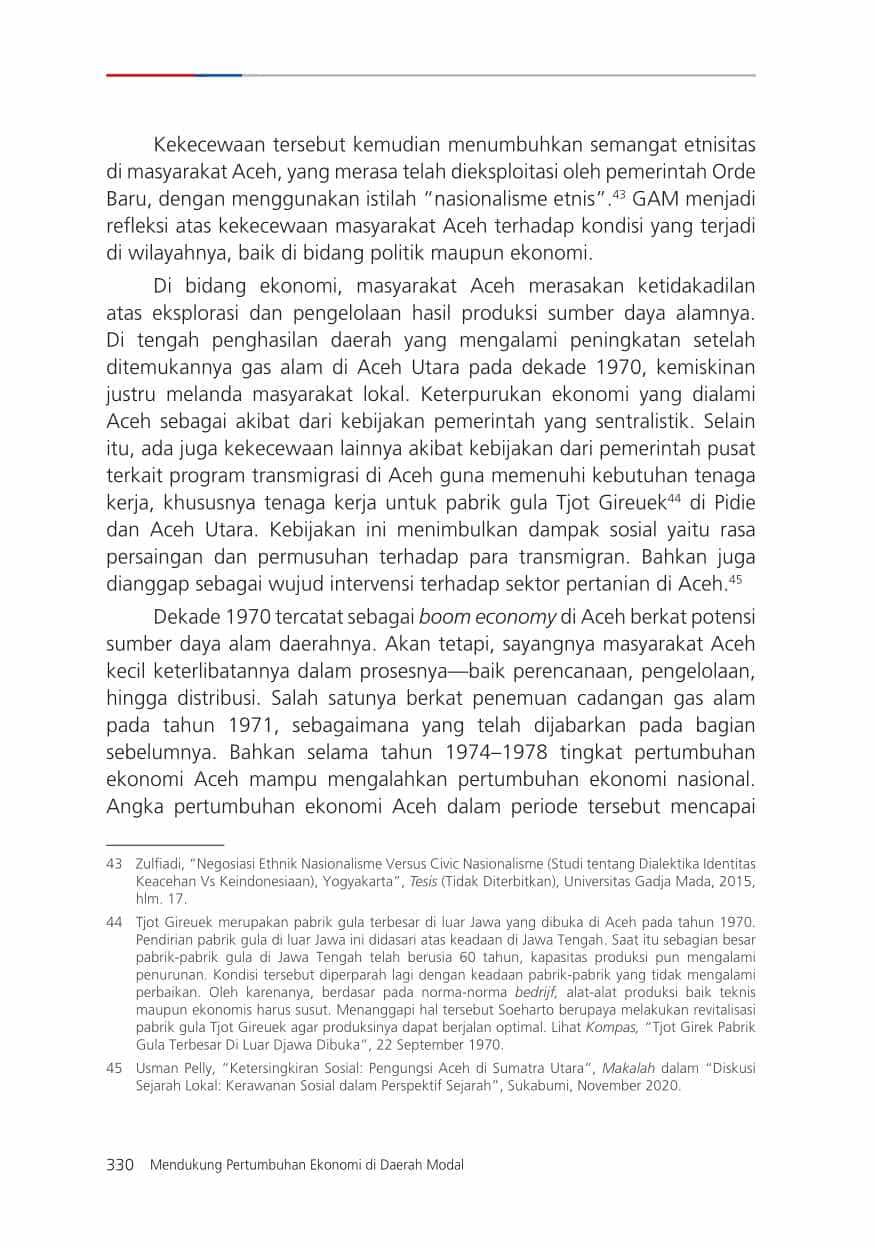 Kekecewaan tersebut kemudian menumbuhkan semangat etnisitas
di masyarakat Aceh, yang merasa telah dieksploitasi oleh pemerintah Orde
Baru, dengan menggunakan istilah “nasionalisme etnis”.43 GAM menjadi
refleksi atas kekecewaan masyarakat Aceh terhadap kondisi yang terjadi
di wilayahnya, baik di bidang politik maupun ekonomi.
Di bidang ekonomi, masyarakat Aceh merasakan ketidakadilan
atas eksplorasi dan pengelolaan hasil produksi sumber daya alamnya.
Di tengah penghasilan daerah yang mengalami peningkatan setelah
ditemukannya gas alam di Aceh Utara pada dekade 1970, kemiskinan
justru melanda masyarakat lokal. Keterpurukan ekonomi yang dialami
Aceh sebagai akibat dari kebijakan pemerintah yang sentralistik. Selain
itu, ada juga kekecewaan lainnya akibat kebijakan dari pemerintah pusat
terkait program transmigrasi di Aceh guna memenuhi kebutuhan tenaga
kerja, khususnya tenaga kerja untuk pabrik gula Tjot Gireuek44 di Pidie
dan Aceh Utara. Kebijakan ini menimbulkan dampak sosial yaitu rasa
persaingan dan permusuhan terhadap para transmigran. Bahkan juga
dianggap sebagai wujud intervensi terhadap sektor pertanian di Aceh.45
Dekade 1970 tercatat sebagai boom economy di Aceh berkat potensi
sumber daya alam daerahnya. Akan tetapi, sayangnya masyarakat Aceh
kecil keterlibatannya dalam prosesnya—baik perencanaan, pengelolaan,
hingga distribusi. Salah satunya berkat penemuan cadangan gas alam
pada tahun 1971, sebagaimana yang telah dijabarkan pada bagian
sebelumnya. Bahkan selama tahun 1974–1978 tingkat pertumbuhan
ekonomi Aceh mampu mengalahkan pertumbuhan ekonomi nasional.
Angka pertumbuhan ekonomi Aceh dalam periode tersebut mencapai
43 Zulfiadi, “Negosiasi Ethnik Nasionalisme Versus Civic Nasionalisme (Studi tentang Dialektika Identitas
Keacehan Vs Keindonesiaan), Yogyakarta”, Tesis (Tidak Diterbitkan), Universitas Gadja Mada, 2015,
hlm. 17.
44 Tjot Gireuek merupakan pabrik gula terbesar di luar Jawa yang dibuka di Aceh pada tahun 1970.
Pendirian pabrik gula di luar Jawa ini didasari atas keadaan di Jawa Tengah. Saat itu sebagian besar
pabrik-pabrik gula di Jawa Tengah telah berusia 60 tahun, kapasitas produksi pun mengalami
penurunan. Kondisi tersebut diperparah lagi dengan keadaan pabrik-pabrik yang tidak mengalami
perbaikan. Oleh karenanya, berdasar pada norma-norma bedrijf, alat-alat produksi baik teknis
maupun ekonomis harus susut. Menanggapi hal tersebut Soeharto berupaya melakukan revitalisasi
pabrik gula Tjot Gireuek agar produksinya dapat berjalan optimal. Lihat Kompas, “Tjot Girek Pabrik
Gula Terbesar Di Luar Djawa Dibuka”, 22 September 1970.
45 Usman Pelly, “Ketersingkiran Sosial: Pengungsi Aceh di Sumatra Utara”, Makalah dalam “Diskusi
Sejarah Lokal: Kerawanan Sosial dalam Perspektif Sejarah”, Sukabumi, November 2020.
330 Mendukung Pertumbuhan Ekonomi di Daerah Modal